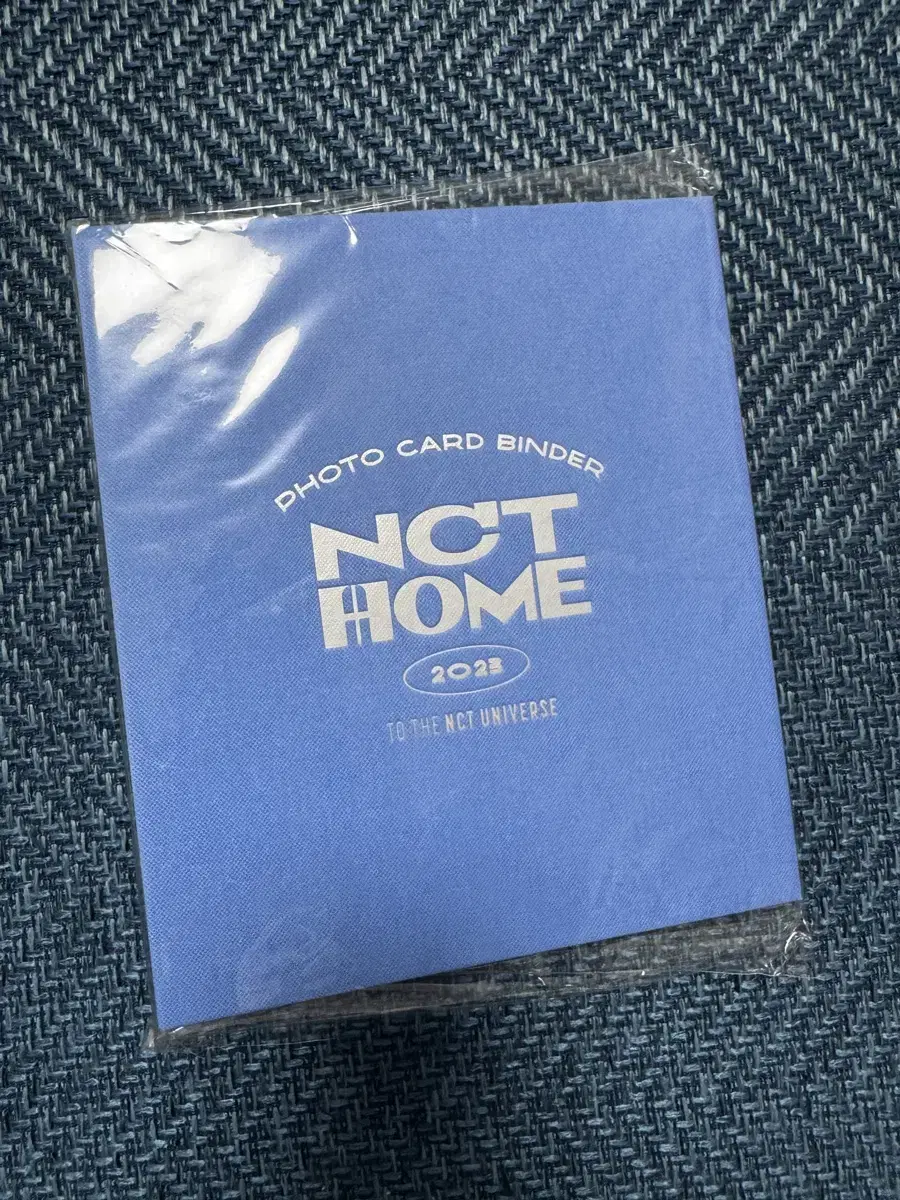 PHOTO CARD BINDER
NCT
HOME
2023
TO THE NCT UNIVERSE